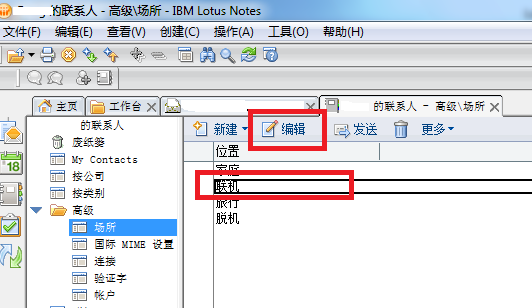 的联系人 - 高级\场所 - IBM Lotus Notes
文件(F) 编辑(E) 查看(V) 创建(C) 操作(A) 工具(T) 窗口(W) 帮助(H)
主页 工作台 的联系人 - 高级\场所
的联系人
新建 编辑 发送 更多
废纸篓
My Contacts
按公司
按类别
高级
场所
国际 MIME 设置
连接
验证字
帐户
位置
家庭
联机
旅行
脱机
18